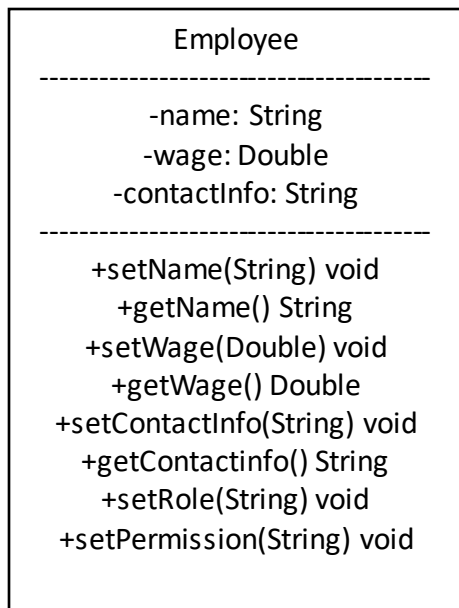 Employee
---------------------------------------
-name: String
-wage: Double
-contactInfo: String
---------------------------------------
+setName(String) void
+getName() String
+setWage(Double) void
+getWage() Double
+setContactInfo(String) void
+getContactinfo() String
+setRole(String) void
+setPermission(String) void